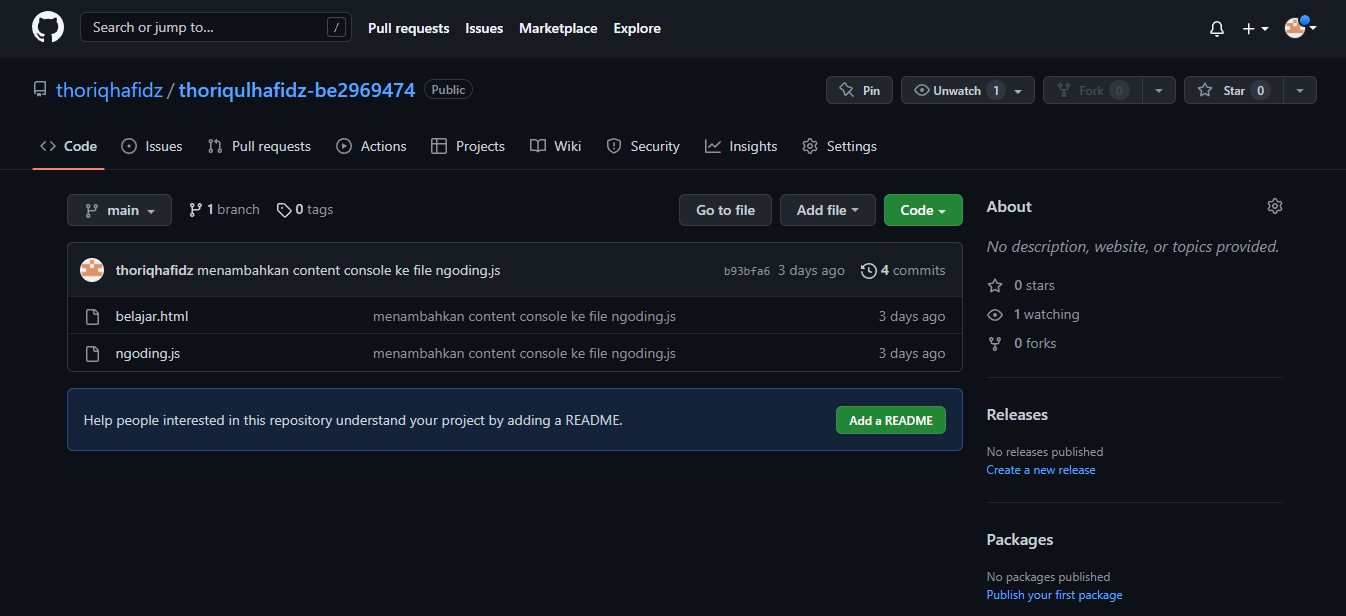 Search or jump to... / Pull requests Issues Marketplace Explore
thoriqhafidz / thoriqulhafidz-be2969474 Public Pin Unwatch 1 Fork 0 Star 0
Code Issues Pull requests Actions Projects Wiki Security Insights Settings
main 1 branch 0 tags Go to file Add file Code
thoriqhafidz menambahkan content console ke file ngoding.js b93bfa6 3 days ago 4 commits
belajar.html menambahkan content console ke file ngoding.js 3 days ago
ngoding.js menambahkan content console ke file ngoding.js 3 days ago
Help people interested in this repository understand your project by adding a README. Add a README
About
No description, website, or topics provided.
0 stars
1 watching
0 forks
Releases
No releases published
Create a new release
Packages
No packages published
Publish your first package